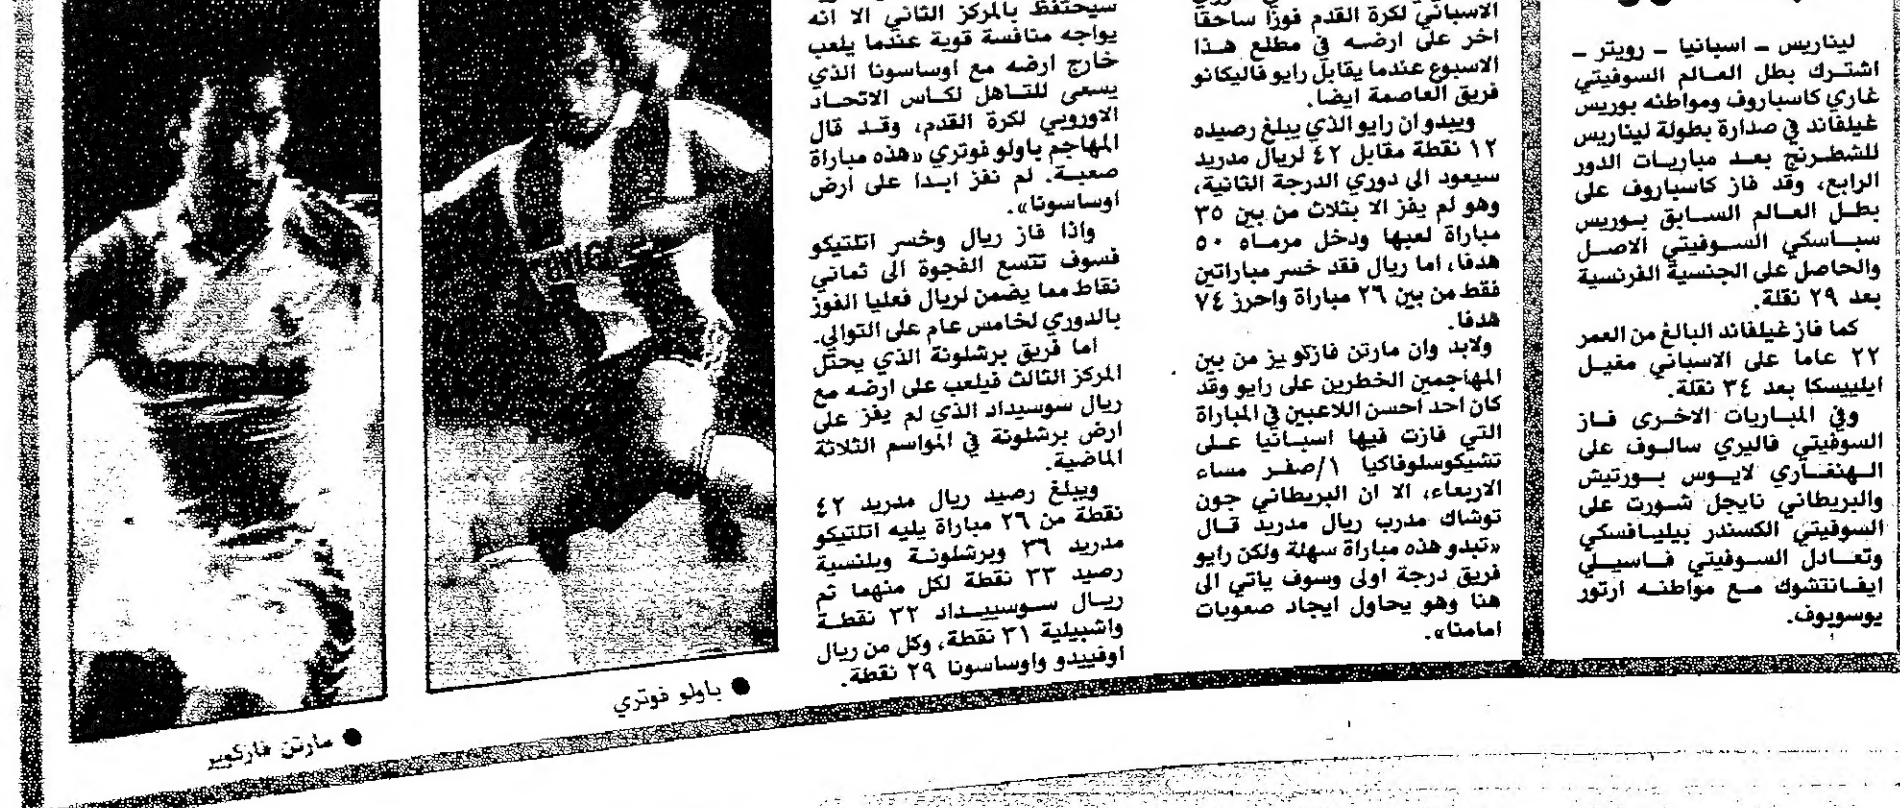 ليناريس - اسبانيا - رويتر -
اشترك بطل العالم السوفيتي
غاري كاسباروف ومواطنه بوريس
غيلفاند في صدارة بطولة ليناريس
للشطرنج بعد مباريات الدور
الرابع، وقد فاز كاسباروف على
بطل العالم السابق بوريس
سباسكي السوفيتي الاصل
والحاصل على الجنسية الفرنسية
بعد ٢٩ نقلة.
كما فاز غيلفاند البالغ من العمر
٢٢ عاما على الاسباني مغيل
ايلييسكا بعد ٣٤ نقلة.
وفي المباريات الاخرى فاز
السوفيتي فاليري سالوف على
الهنغاري لايوس بورتيش
والبريطاني نايجل شورت على
السوفيتي الكسندر بيليافسكي
وتعادل السوفيتي فاسيلي
ايفانتشوك مع مواطنه ارتور
يوسوبوف.
الاسباني لكرة القدم فوزا ساحقا
اخر على ارضه في مطلع هذا
الاسبوع عندما يقابل رايو فاليكانو
فريق العاصمة ايضا.
ويبدو ان رايو الذي يبلغ رصيده
١٢ نقطة مقابل ٤٢ لريال مدريد
سيعود الى دوري الدرجة الثانية،
وهو لم يفز الا بثلاث من بين ٣٥
مباراة لعبها ودخل مرماه ٥٠
هدفا، اما ريال فقد خسر مباراتين
فقط من بين ٢٦ مباراة واحرز ٧٤
هدفا.
ولابد وان مارتن فازكويز من بين
المهاجمين الخطرين على رايو وقد
كان احد احسن اللاعبين في المباراة
التي فازت فيها اسبانيا على
تشيكوسلوفاكيا ١/صفر مساء
الاربعاء، الا ان البريطاني جون
توشاك مدرب ريال مدريد قال
«تبدو هذه مباراة سهلة ولكن رايو
فريق درجة اولى وسوف ياتي الى
هنا وهو يحاول ايجاد صعوبات
امامنا».
سيحتفظ بالمركز الثاني الا انه
يواجه منافسة قوية عندما يلعب
خارج ارضه مع اوساسونا الذي
يسعى للتاهل لكأس الاتحاد
الاوروبي لكرة القدم، وقد قال
المهاجم باولو فوتري «هذه مباراة
صعبة. لم نفز ابدا على ارض
اوساسونا».
واذا فاز ريال وخسر اتلتيكو
فسوف تتسع الفجوة الى ثماني
نقاط مما يضمن لريال فعليا الفوز
بالدوري لخامس عام على التوالي.
اما فريق برشلونة الذي يحتل
المركز الثالث فيلعب على ارضه مع
ريال سوسيداد الذي لم يفز على
ارض برشلونة في المواسم الثلاثة
الماضية.
ويبلغ رصيد ريال مدريد ٤٢
نقطة من ٢٦ مباراة يليه اتلتيكو
مدريد ٣٦ وبرشلونة وبلنسية
رصيد ٣٣ نقطة لكل منهما ثم
ريال سوسييداد ٣٢ نقطة
واشبيلية ٣١ نقطة، وكل من ريال
اوفييدو واوساسونا ٢٩ نقطة.
● باولو فوتري
● مارتن فازكوير